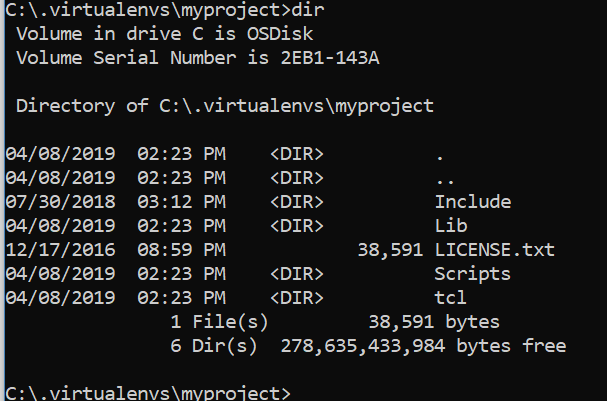 C:\.virtualenvs\myproject>dir
 Volume in drive C is OSDisk
 Volume Serial Number is 2EB1-143A

 Directory of C:\.virtualenvs\myproject

04/08/2019  02:23 PM    <DIR>          .
04/08/2019  02:23 PM    <DIR>          ..
07/30/2018  03:12 PM    <DIR>          Include
04/08/2019  02:23 PM    <DIR>          Lib
12/17/2016  08:59 PM            38,591 LICENSE.txt
04/08/2019  02:23 PM    <DIR>          Scripts
04/08/2019  02:23 PM    <DIR>          tcl
               1 File(s)         38,591 bytes
               6 Dir(s)  278,635,433,984 bytes free

C:\.virtualenvs\myproject>